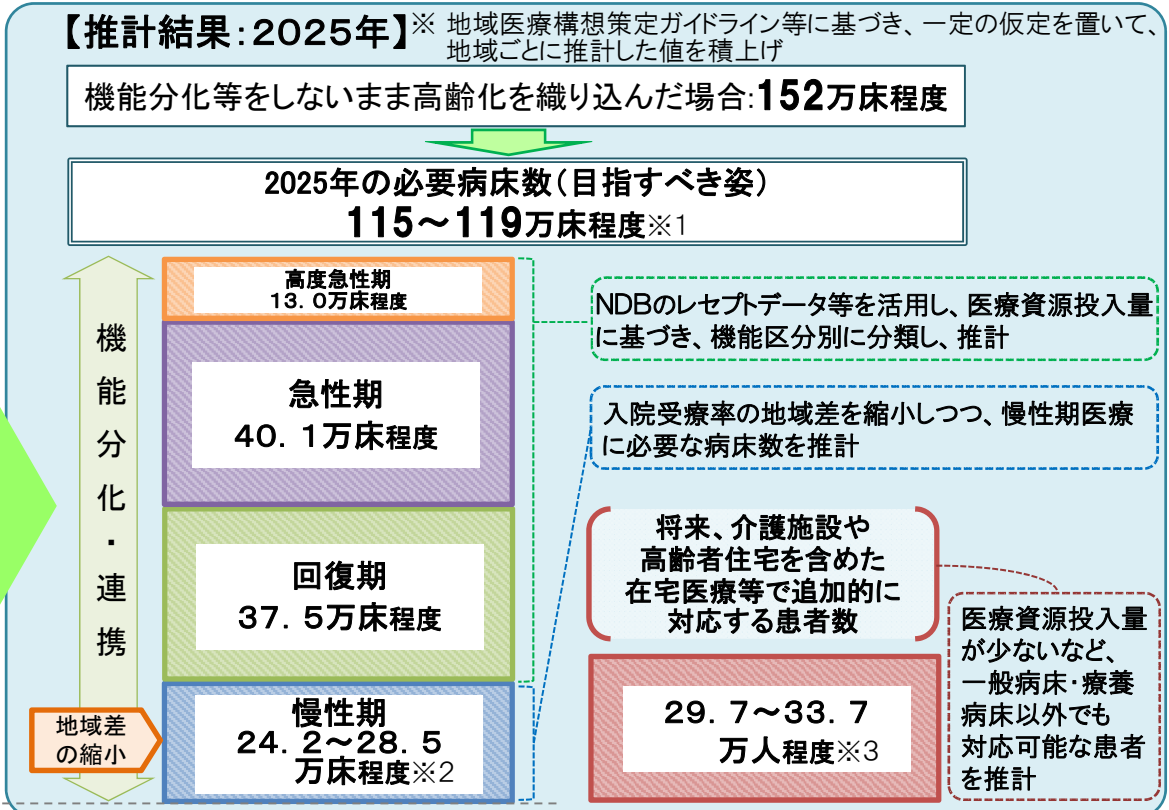 【推計結果：2025年】※ 地域医療構想策定ガイドライン等に基づき、一定の仮定を置いて、
地域ごとに推計した値を積上げ
機能分化等をしないまま高齢化を織り込んだ場合：152万床程度
2025年の必要病床数（目指すべき姿）
115～119万床程度※1
機能分化・連携
高度急性期
13．0万床程度
急性期
40．1万床程度
回復期
37．5万床程度
地域差
の縮小
慢性期
24．2～28．5
万床程度※2
NDBのレセプトデータ等を活用し、医療資源投入量
に基づき、機能区分別に分類し、推計
入院受療率の地域差を縮小しつつ、慢性期医療
に必要な病床数を推計
将来、介護施設や
高齢者住宅を含めた
在宅医療等で追加的に
対応する患者数
29．7～33．7
万人程度※3
医療資源投入量
が少ないなど、
一般病床・療養
病床以外でも
対応可能な患者
を推計